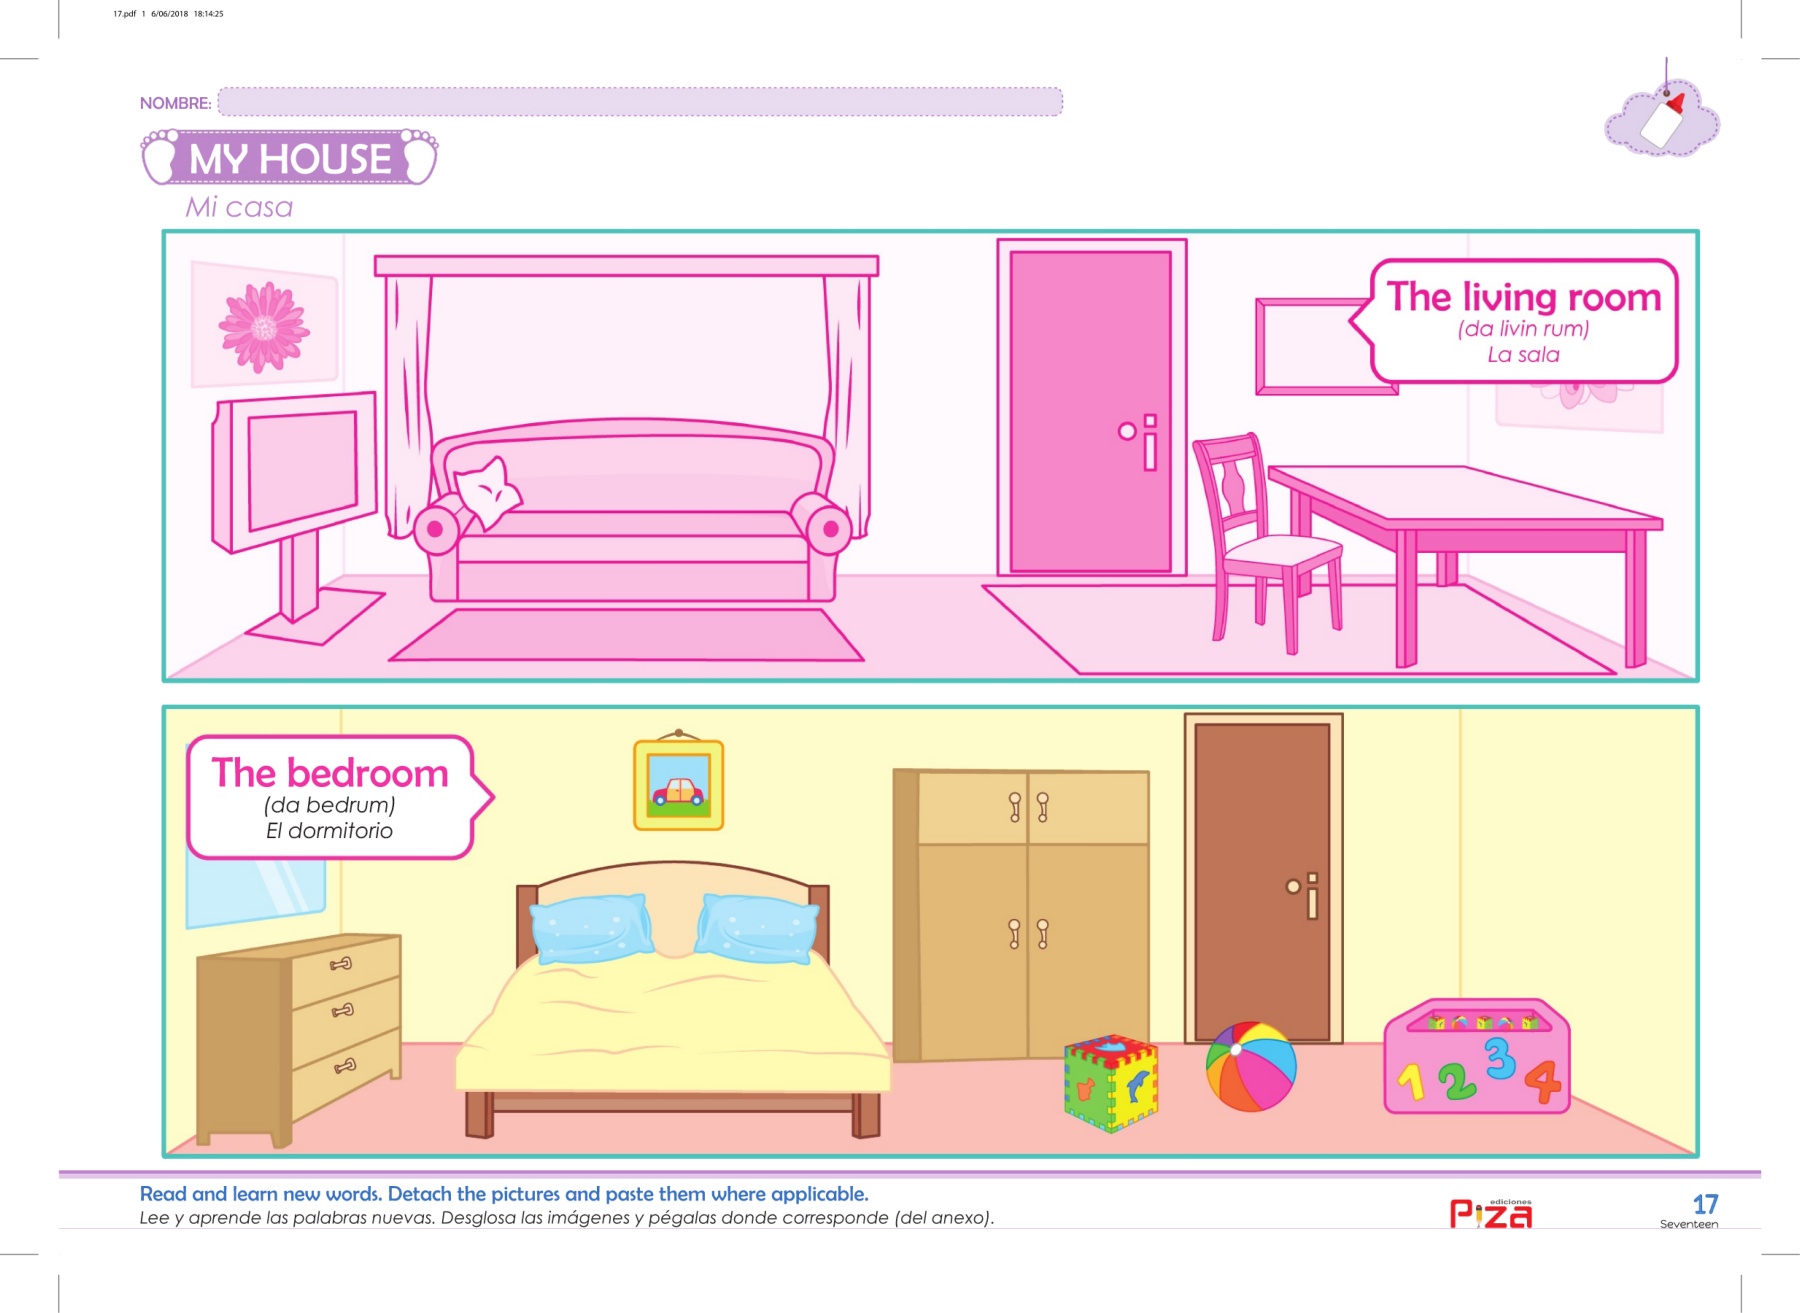 17.pdf 1 6/06/2018 18:14:25
NOMBRE:
MY HOUSE
Mi casa
The living room
(da livin rum)
La sala
The bedroom
(da bedrum)
El dormitorio
1 2 3 4
Read and learn new words. Detach the pictures and paste them where applicable.
Lee y aprende las palabras nuevas. Desglosa las imágenes y pégalas donde corresponde (del anexo).
ediciones
Piza
17
Seventeen